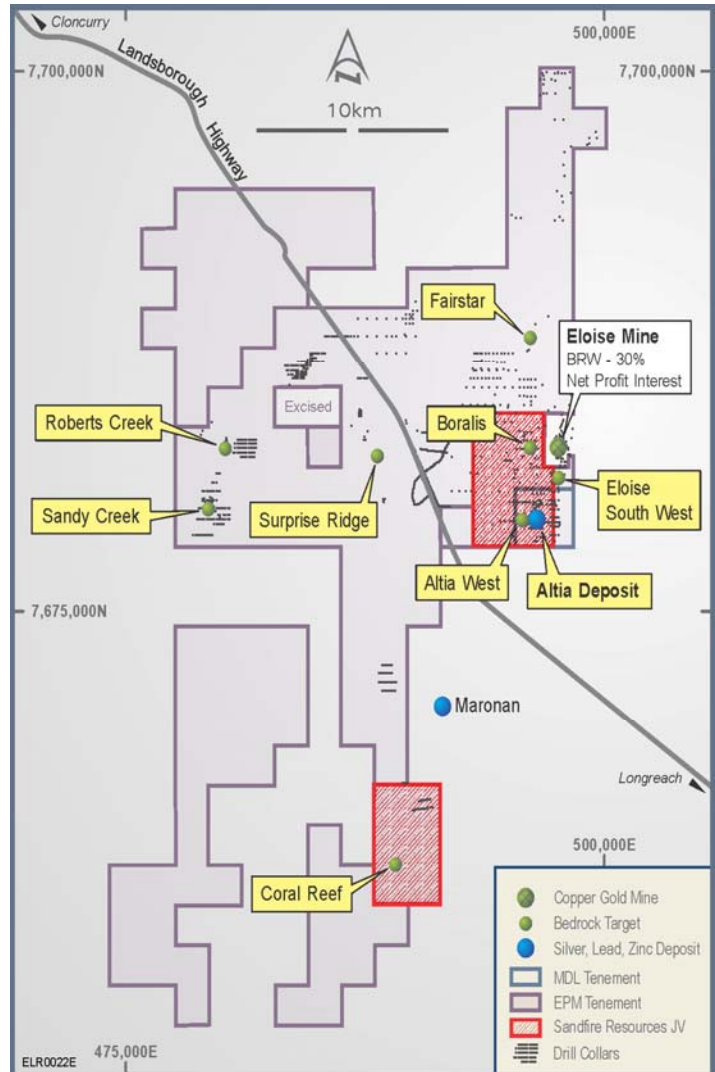 Cloncurry
500,000E
7,700,000N
Landsborough
Highway
N
7,700,000N
10km
Fairstar
Eloise Mine
BRW - 30%
Net Profit Interest
Excised
Boralis
Roberts Creek
Eloise
South West
Sandy Creek
Surprise Ridge
Altia West
Altia Deposit
7,675,000N
Maronan
Longreach
500,000E
Coral Reef
Copper Gold Mine
Bedrock Target
Silver, Lead, Zinc Deposit
MDL Tenement
EPM Tenement
Sandfire Resources JV
Drill Collars
475,000E
ELR0022E